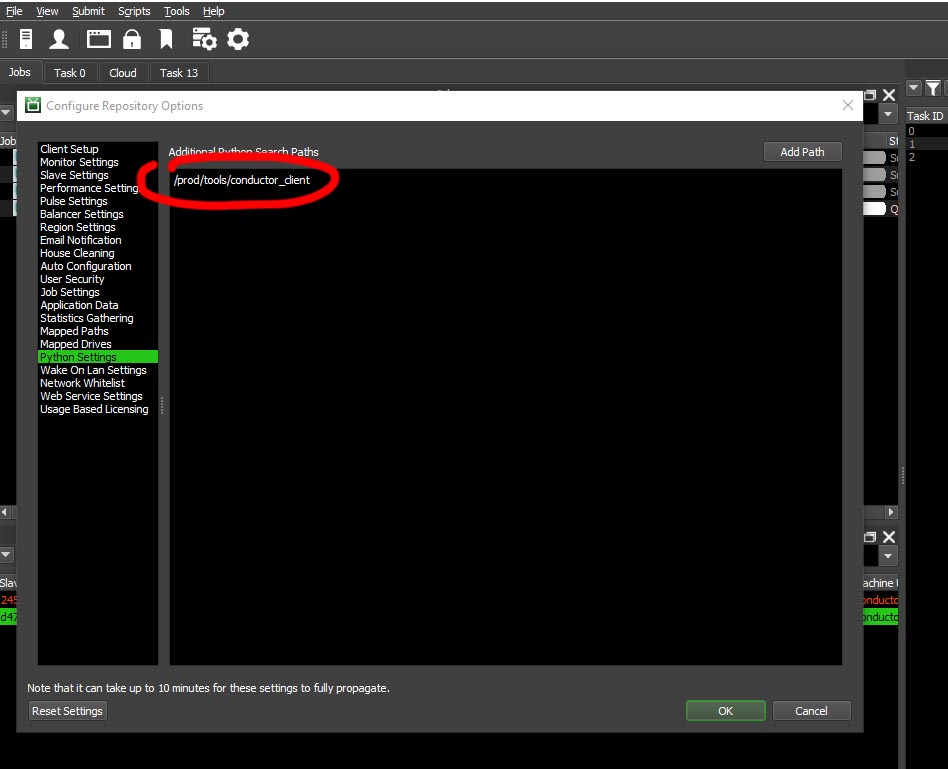 File View Submit Scripts Tools Help
Jobs Task 0 Cloud Task 13
Configure Repository Options
Task ID
0
1
2
Job
Client Setup
Monitor Settings
Slave Settings
Performance Setting
Pulse Settings
Balancer Settings
Region Settings
Email Notification
House Cleaning
Auto Configuration
User Security
Job Settings
Application Data
Statistics Gathering
Mapped Paths
Mapped Drives
Python Settings
Wake On Lan Settings
Network Whitelist
Web Service Settings
Usage Based Licensing
Additional Python Search Paths
Add Path
/prod/tools/conductor_client
St
Q
Slav
245
d47
achine
onducto
onducto
Note that it can take up to 10 minutes for these settings to fully propagate.
Reset Settings
OK
Cancel